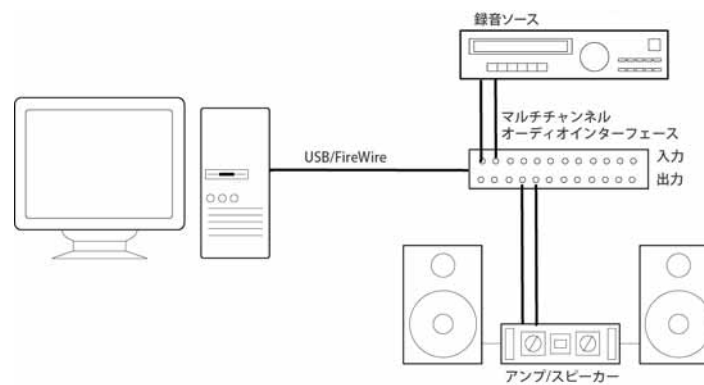 録音ソース
マルチチャンネル
オーディオインターフェース
USB/FireWire
入力
出力
アンプ/スピーカー